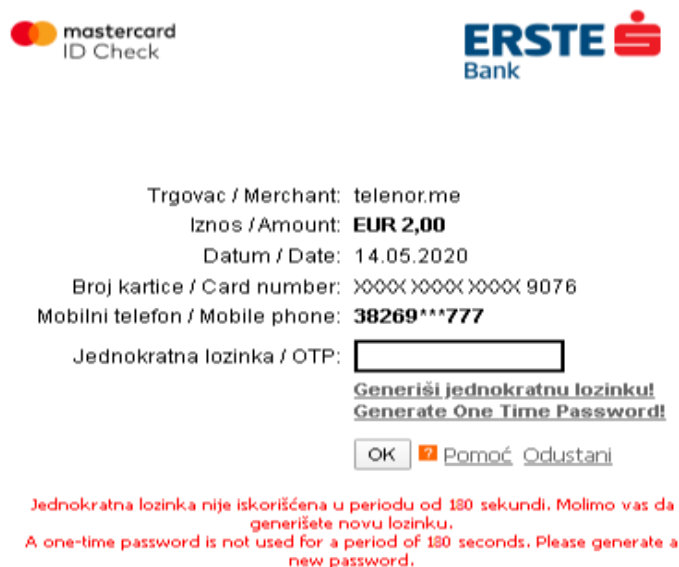 mastercard
ID Check
ERSTE
Bank
Trgovac / Merchant: telenor.me
Iznos / Amount: EUR 2,00
Datum / Date: 14.05.2020
Broj kartice / Card number: XXXX XXXX XXXX 9076
Mobilni telefon / Mobile phone: 38269***777
Jednokratna lozinka / OTP:
Generiši jednokratnu lozinku!
Generate One Time Password!
OK ? Pomoć Odustani
Jednokratna lozinka nije iskorišćena u periodu od 180 sekundi. Molimo vas da
generišete novu lozinku.
A one-time password is not used for a period of 180 seconds. Please generate a
new password.